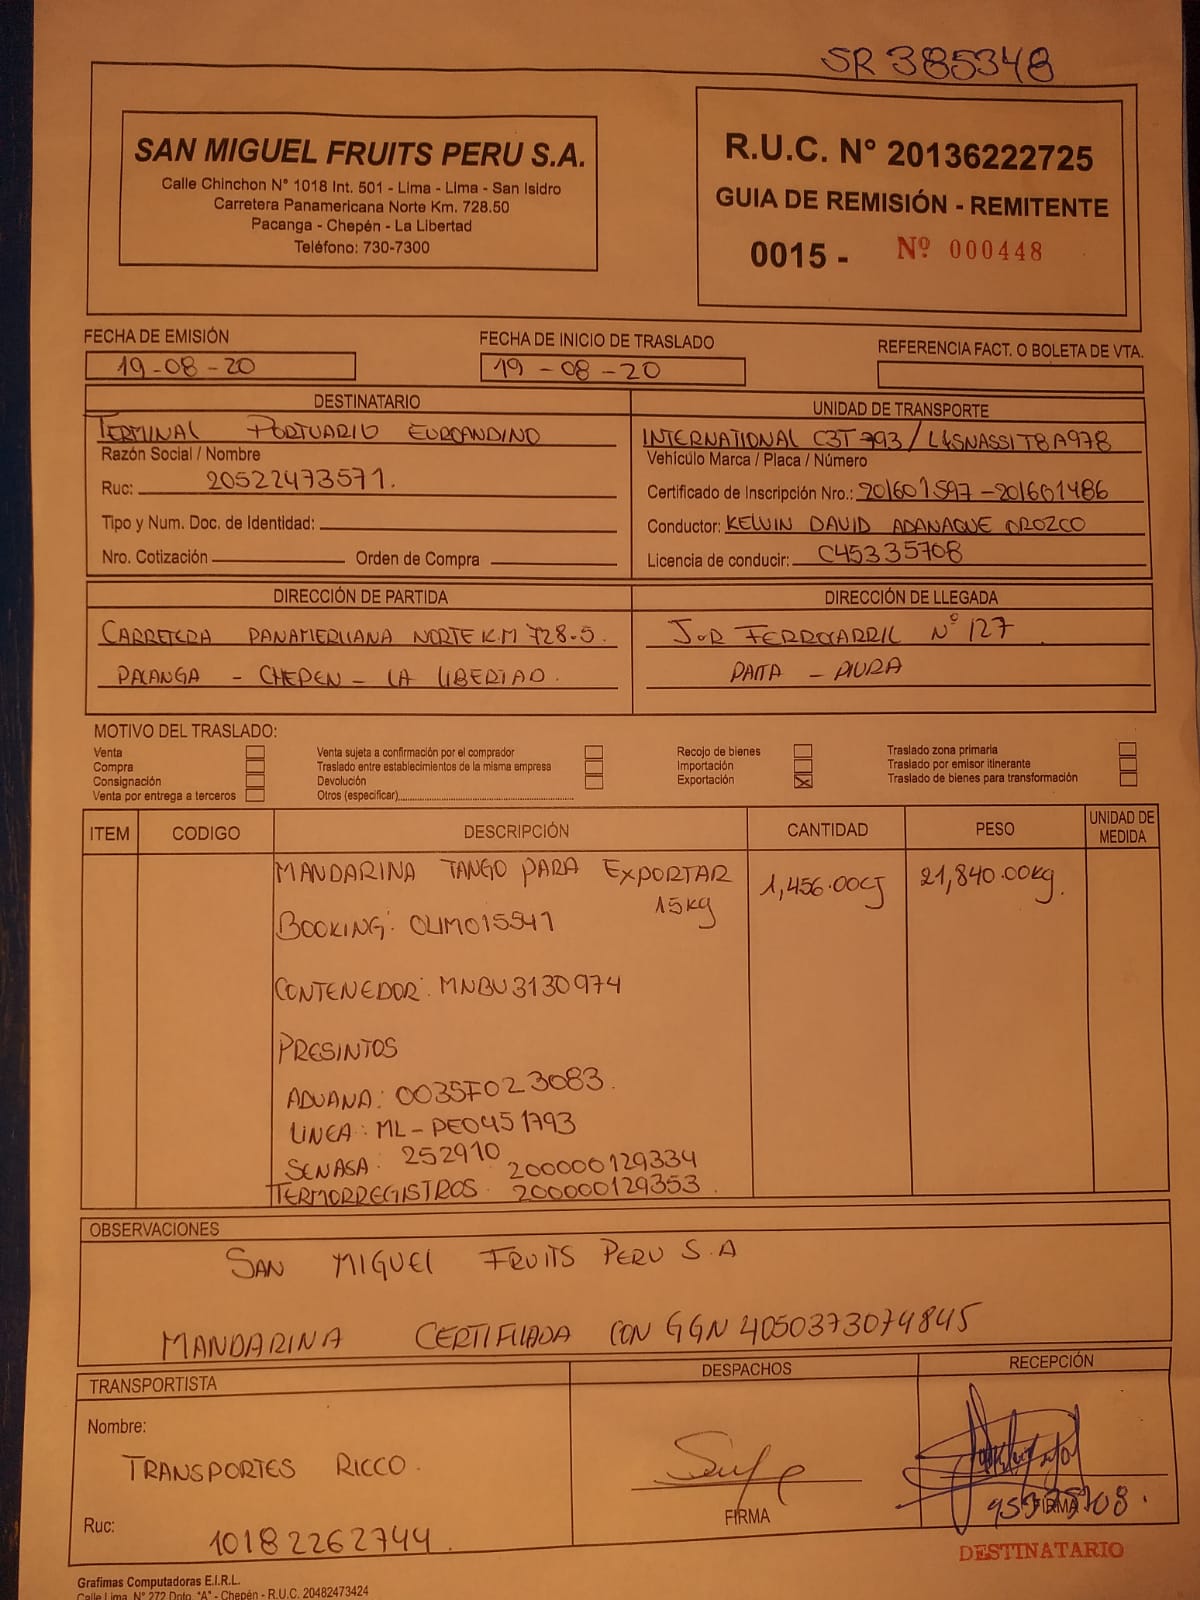 SR 385348
SAN MIGUEL FRUITS PERU S.A.
Calle Chinchon N° 1018 Int. 501 - Lima - Lima - San Isidro
Carretera Panamericana Norte Km. 728.50
Pacanga - Chepén - La Libertad
Teléfono: 730-7300
R.U.C. N° 20136222725
GUIA DE REMISIÓN - REMITENTE
0015 - Nº 000448
FECHA DE EMISIÓN
19-08-20
FECHA DE INICIO DE TRASLADO
19-08-20
REFERENCIA FACT. O BOLETA DE VTA.
DESTINATARIO
TERMINAL PORTUARIO EUROANDINO
Razón Social / Nombre
Ruc: 20522473571.
Tipo y Num. Doc. de Identidad:
Nro. Cotización Orden de Compra
UNIDAD DE TRANSPORTE
INTERNATIONAL C3T 793 /
Vehículo Marca / Placa / Número
Certificado de Inscripción Nro.: 201601597-201601486
Conductor: KELVIN DAVID ADANAQUE OROZCO
Licencia de conducir: C45335708
DIRECCIÓN DE PARTIDA
CARRETERA PANAMERICANA NORTE KM 728.5.
PACANGA - CHEPEN - LA LIBERTAD.
DIRECCIÓN DE LLEGADA
JR FERROCARRIL N° 127
PAITA - PIURA
MOTIVO DEL TRASLADO:
Venta
Compra
Consignación
Venta por entrega a terceros
Venta sujeta a confirmación por el comprador
Traslado entre establecimientos de la misma empresa
Devolución
Otros (especificar)
Recojo de bienes
Importación
Exportación X
Traslado zona primaria
Traslado por emisor itinerante
Traslado de bienes para transformación
ITEM CODIGO DESCRIPCIÓN CANTIDAD PESO UNIDAD DE MEDIDA
MANDARINA TANGO PARA EXPORTAR 1,456.00CJ 21,840.00kg.
15kg
BOOKING: OLIM015541
CONTENEDOR: MNBU3130974
PRESINTOS
ADUANA: 0035F023083.
LINEA: ML-PE0451793
SENASA: 252910
200000129334
TERMORREGISTROS 200000129353.
OBSERVACIONES
SAN MIGUEL FRUITS PERU S.A
MANDARINA CERTIFICADA CON GGN 4050373074845
TRANSPORTISTA
Nombre:
TRANSPORTES RICCO.
Ruc: 10182262744.
DESPACHOS
FIRMA
RECEPCIÓN
FIRMA
DESTINATARIO
Grafimas Computadoras E.I.R.L.
Calle Lima N° 272 Dpto. "A" - Chepén - R.U.C. 20482473424